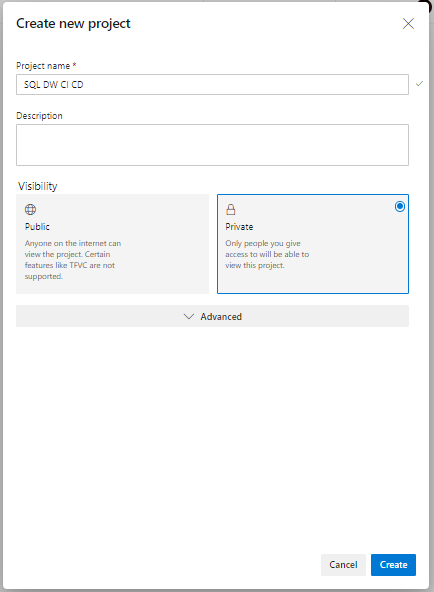 Create new project
Project name *
SQL DW CI CD
Description
Visibility
Public
Anyone on the internet can
view the project. Certain
features like TFVC are not
supported.
Private
Only people you give
access to will be able to
view this project.
Advanced
Cancel
Create